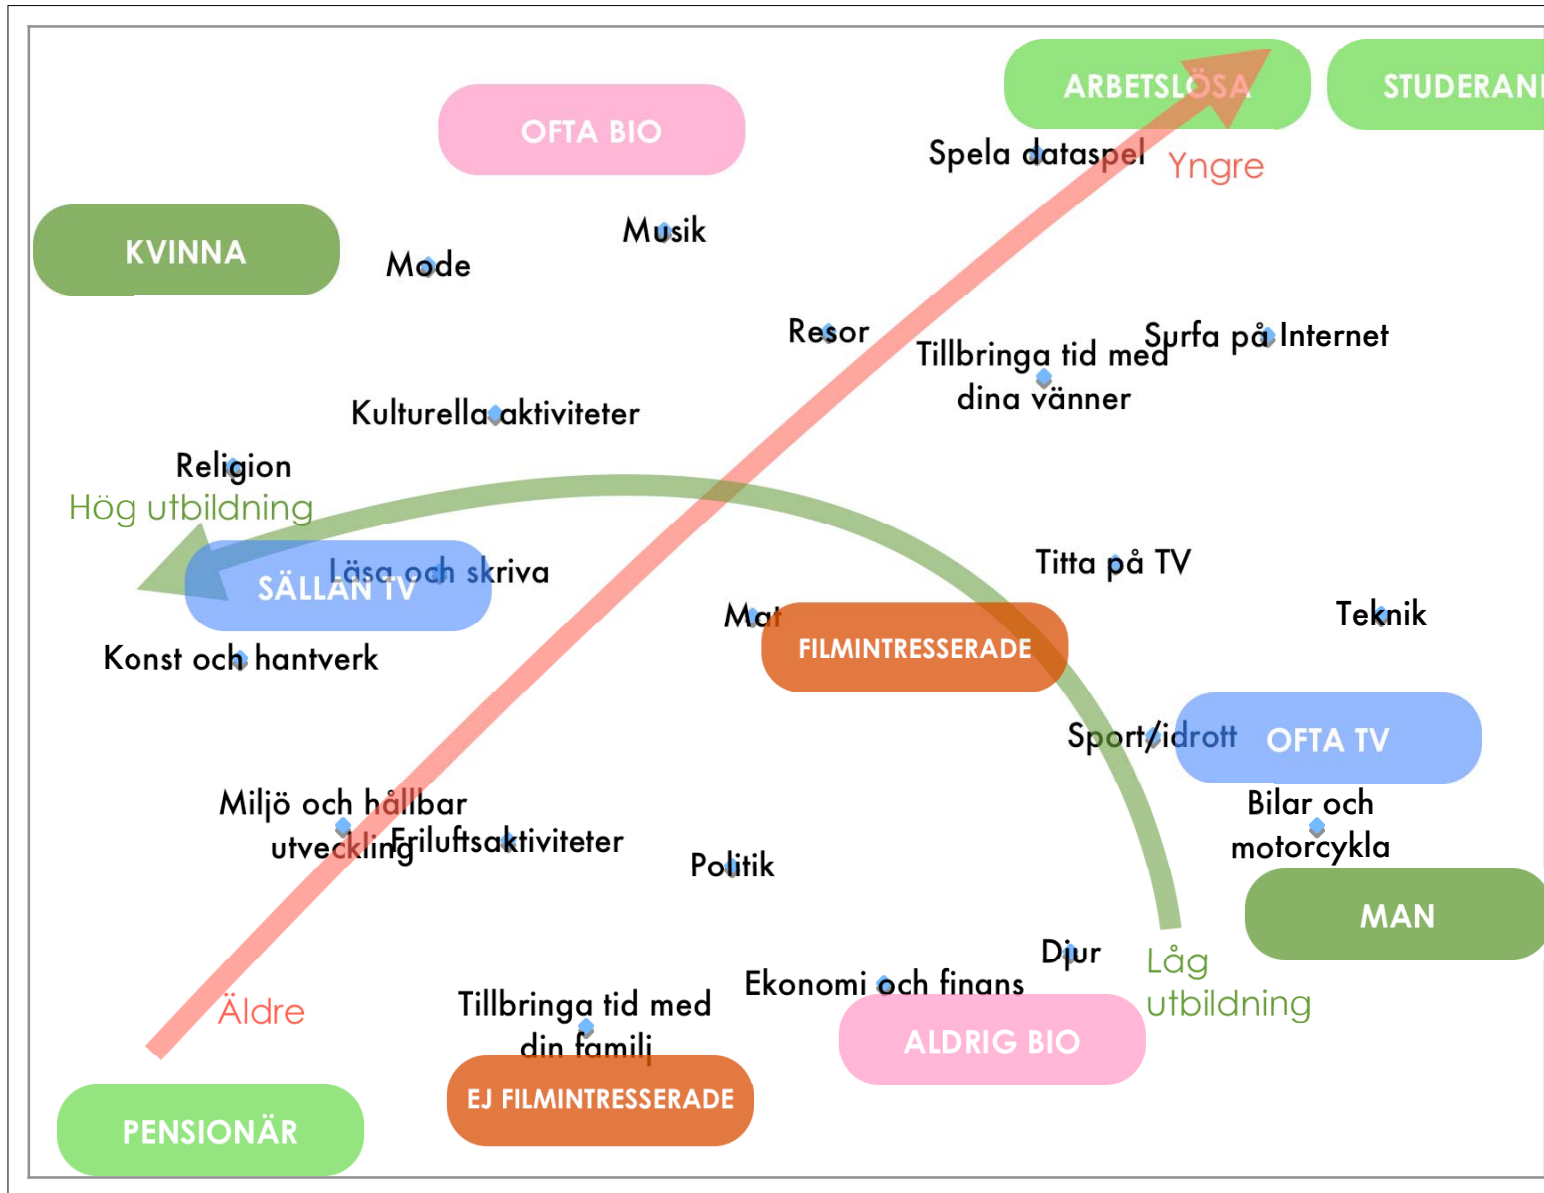 ARBETSLÖSA
OFTA BIO
Spela dataspel
Yngre
Musik
KVINNA
Mode
Resor
Surfa på Internet
Tillbringa tid med
dina vänner
Kulturella aktiviteter
Religion
Hög utbildning
Titta på TV
Läsa och skriva
SÄLLAN TV
Mat
Teknik
FILMINTRESSERADE
Konst och hantverk
Sport/idrott
OFTA TV
Miljö och hållbar
utveckling
Friluftsaktiviteter
Bilar och
motorcykla
Politik
MAN
Djur
Låg
utbildning
Ekonomi och finans
Äldre
Tillbringa tid med
din familj
ALDRIG BIO
EJ FILMINTRESSERADE
PENSIONÄR